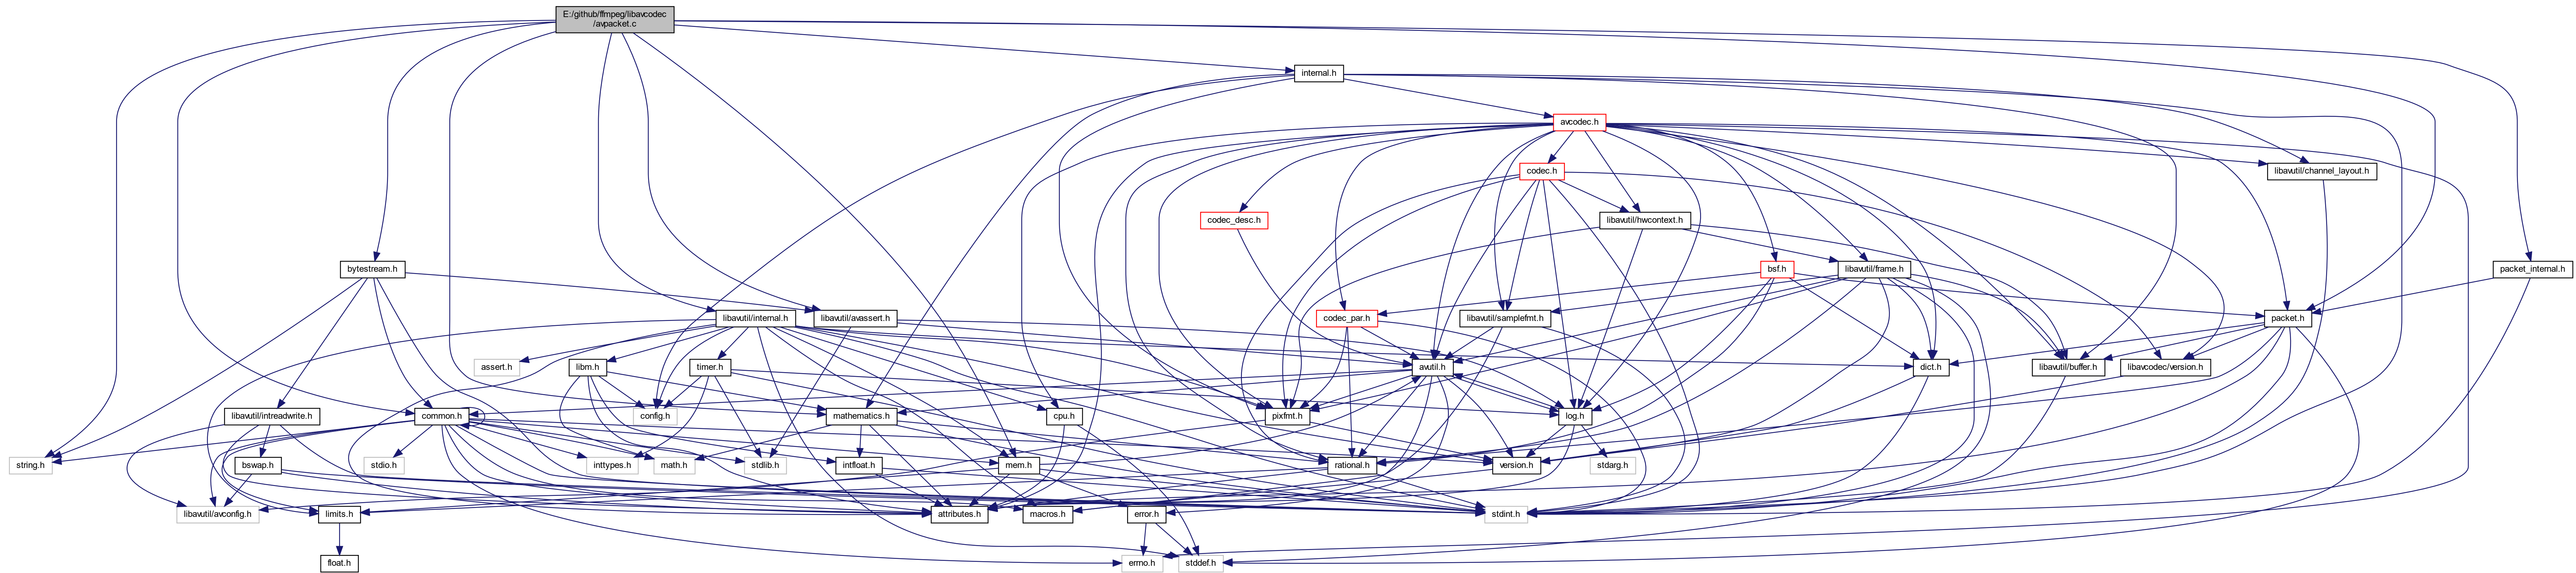 E:/github/ffmpeg/libavcodec
/avpacket.c
internal.h
avcodec.h
codec.h
libavutil/channel_layout.h
codec_desc.h
libavutil/hwcontext.h
bytestream.h
bsf.h
libavutil/frame.h
packet_internal.h
libavutil/internal.h
libavutil/avassert.h
codec_par.h
libavutil/samplefmt.h
packet.h
assert.h
libm.h
timer.h
avutil.h
dict.h
libavutil/buffer.h
libavcodec/version.h
libavutil/intreadwrite.h
common.h
config.h
mathematics.h
cpu.h
pixfmt.h
log.h
string.h
bswap.h
stdio.h
inttypes.h
math.h
stdlib.h
intfloat.h
mem.h
rational.h
version.h
stdarg.h
libavutil/avconfig.h
limits.h
attributes.h
macros.h
error.h
stdint.h
float.h
errno.h
stddef.h